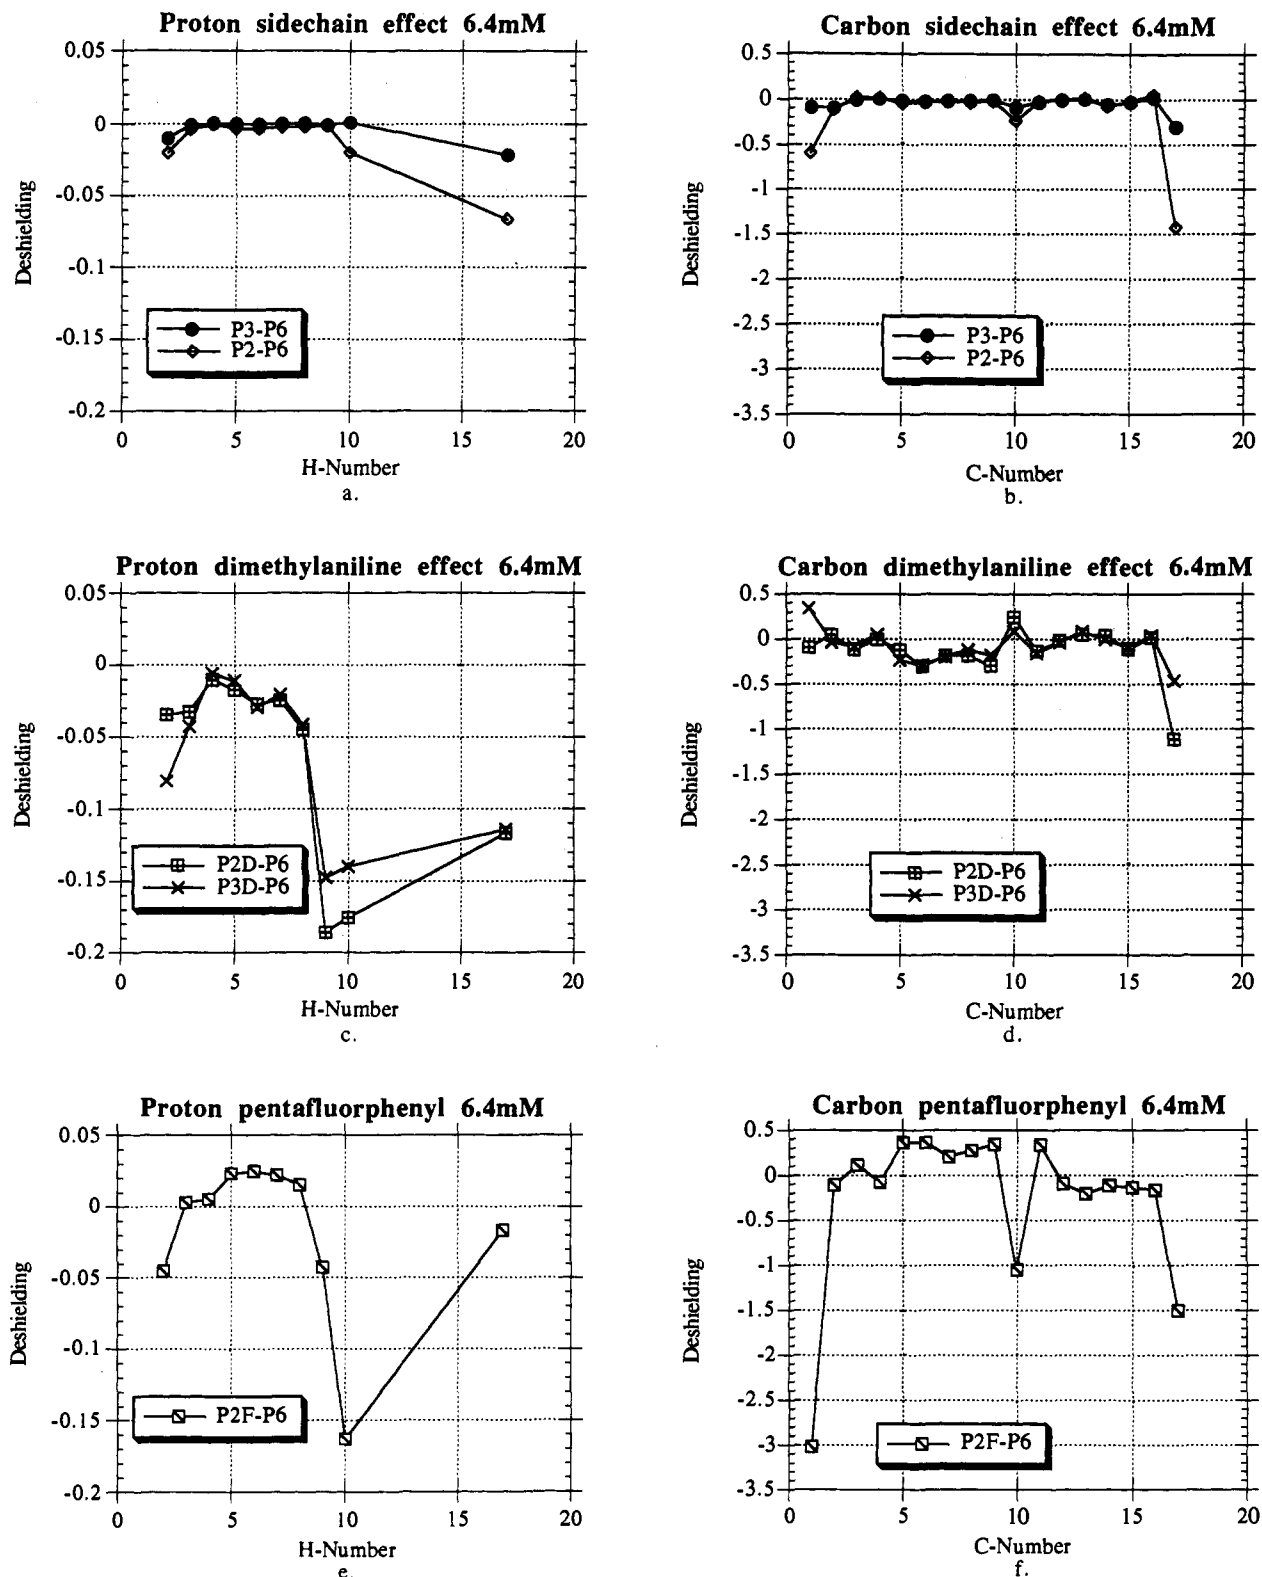 Proton sidechain effect 6.4mM
0.05
0
-0.05
-0.1
-0.15
-0.2
Deshielding
P3-P6
P2-P6
0 5 10 15 20
H-Number
a.
Carbon sidechain effect 6.4mM
0.5
0
-0.5
-1
-1.5
-2
-2.5
-3
-3.5
Deshielding
P3-P6
P2-P6
0 5 10 15 20
C-Number
b.
Proton dimethylaniline effect 6.4mM
0.05
0
-0.05
-0.1
-0.15
-0.2
Deshielding
P2D-P6
P3D-P6
0 5 10 15 20
H-Number
c.
Carbon dimethylaniline effect 6.4mM
0.5
0
-0.5
-1
-1.5
-2
-2.5
-3
-3.5
Deshielding
P2D-P6
P3D-P6
0 5 10 15 20
C-Number
d.
Proton pentafluorphenyl 6.4mM
0.05
0
-0.05
-0.1
-0.15
-0.2
Deshielding
P2F-P6
0 5 10 15 20
H-Number
e.
Carbon pentafluorphenyl 6.4mM
0.5
0
-0.5
-1
-1.5
-2
-2.5
-3
-3.5
Deshielding
P2F-P6
0 5 10 15 20
C-Number
f.